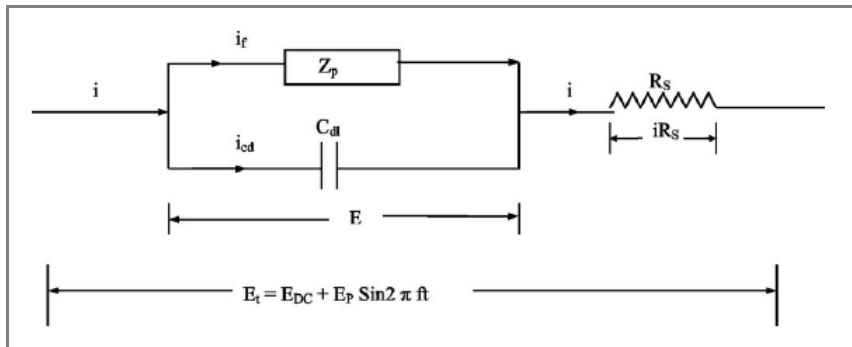 i_f
Z_p
i
i
R_S
iR_S
i_cd
C_dl
E
E_t = E_DC + E_P Sin2 π ft